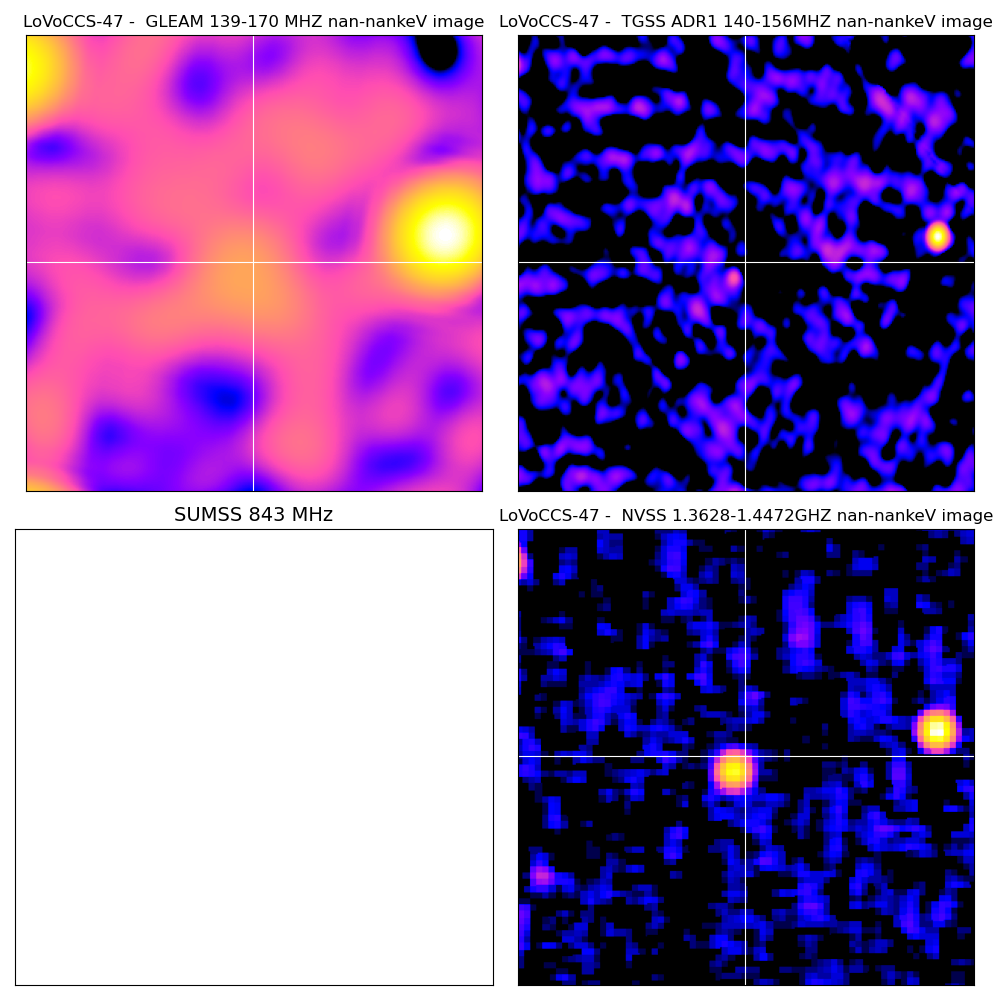 LoVoCCS-47 - GLEAM 139-170 MHZ nan-nankeV image
LoVoCCS-47 - TGSS ADR1 140-156MHZ nan-nankeV image
SUMSS 843 MHz
LoVoCCS-47 - NVSS 1.3628-1.4472GHZ nan-nankeV image